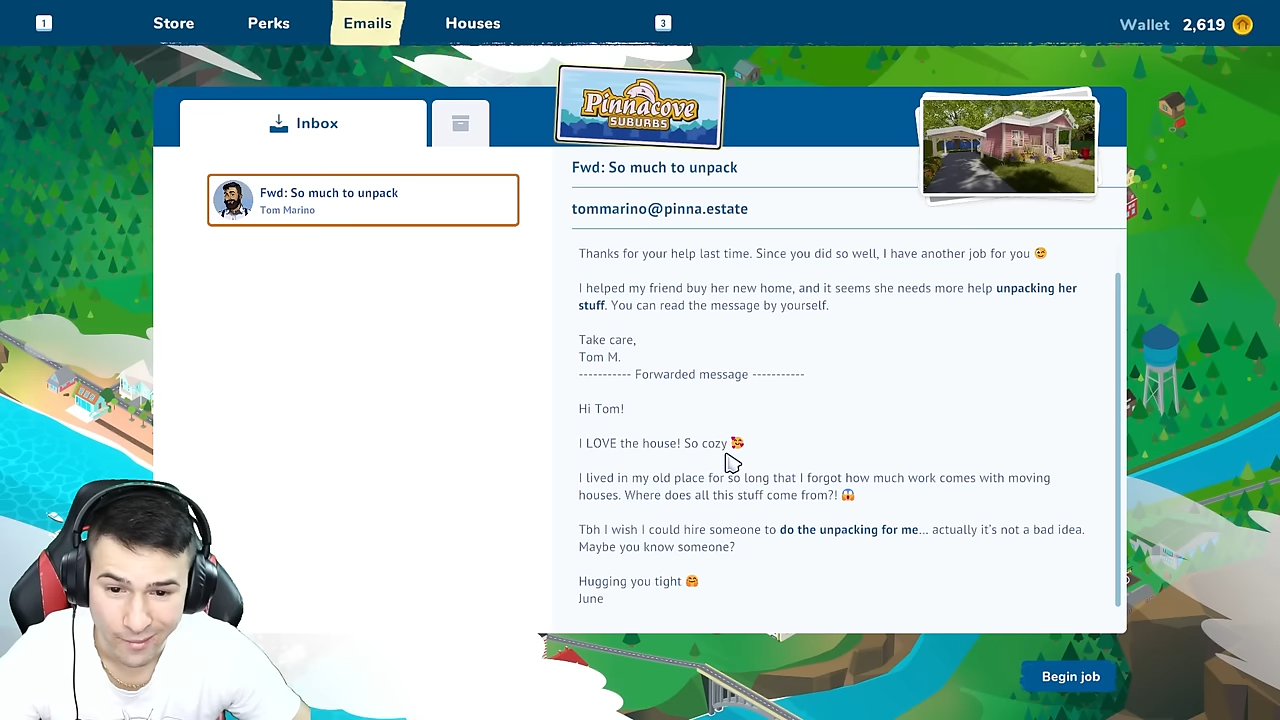 1
Store
Perks
Emails
Houses
3
Wallet 2,619
Inbox
Pinnacove
SUBURBS
Fwd: So much to unpack
Tom Marino
Fwd: So much to unpack
tommarino@pinna.estate
Thanks for your help last time. Since you did so well, I have another job for you 😉
I helped my friend buy her new home, and it seems she needs more help unpacking her
stuff. You can read the message by yourself.
Take care,
Tom M.
----------- Forwarded message -----------
Hi Tom!
I LOVE the house! So cozy 🥰
I lived in my old place for so long that I forgot how much work comes with moving
houses. Where does all this stuff come from?! 😱
Tbh I wish I could hire someone to do the unpacking for me... actually it's not a bad idea.
Maybe you know someone?
Hugging you tight 🤗
June
Begin job